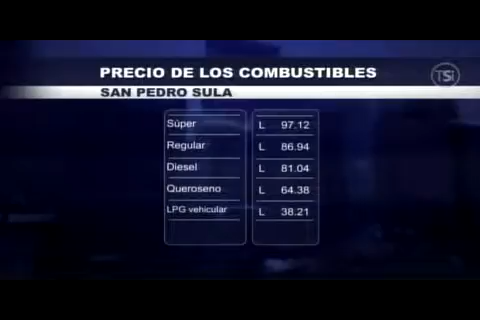 PRECIO DE LOS COMBUSTIBLES
TSi
SAN PEDRO SULA
Súper L 97.12
Regular L 86.94
Diesel L 81.04
Queroseno L 64.38
LPG vehicular L 38.21